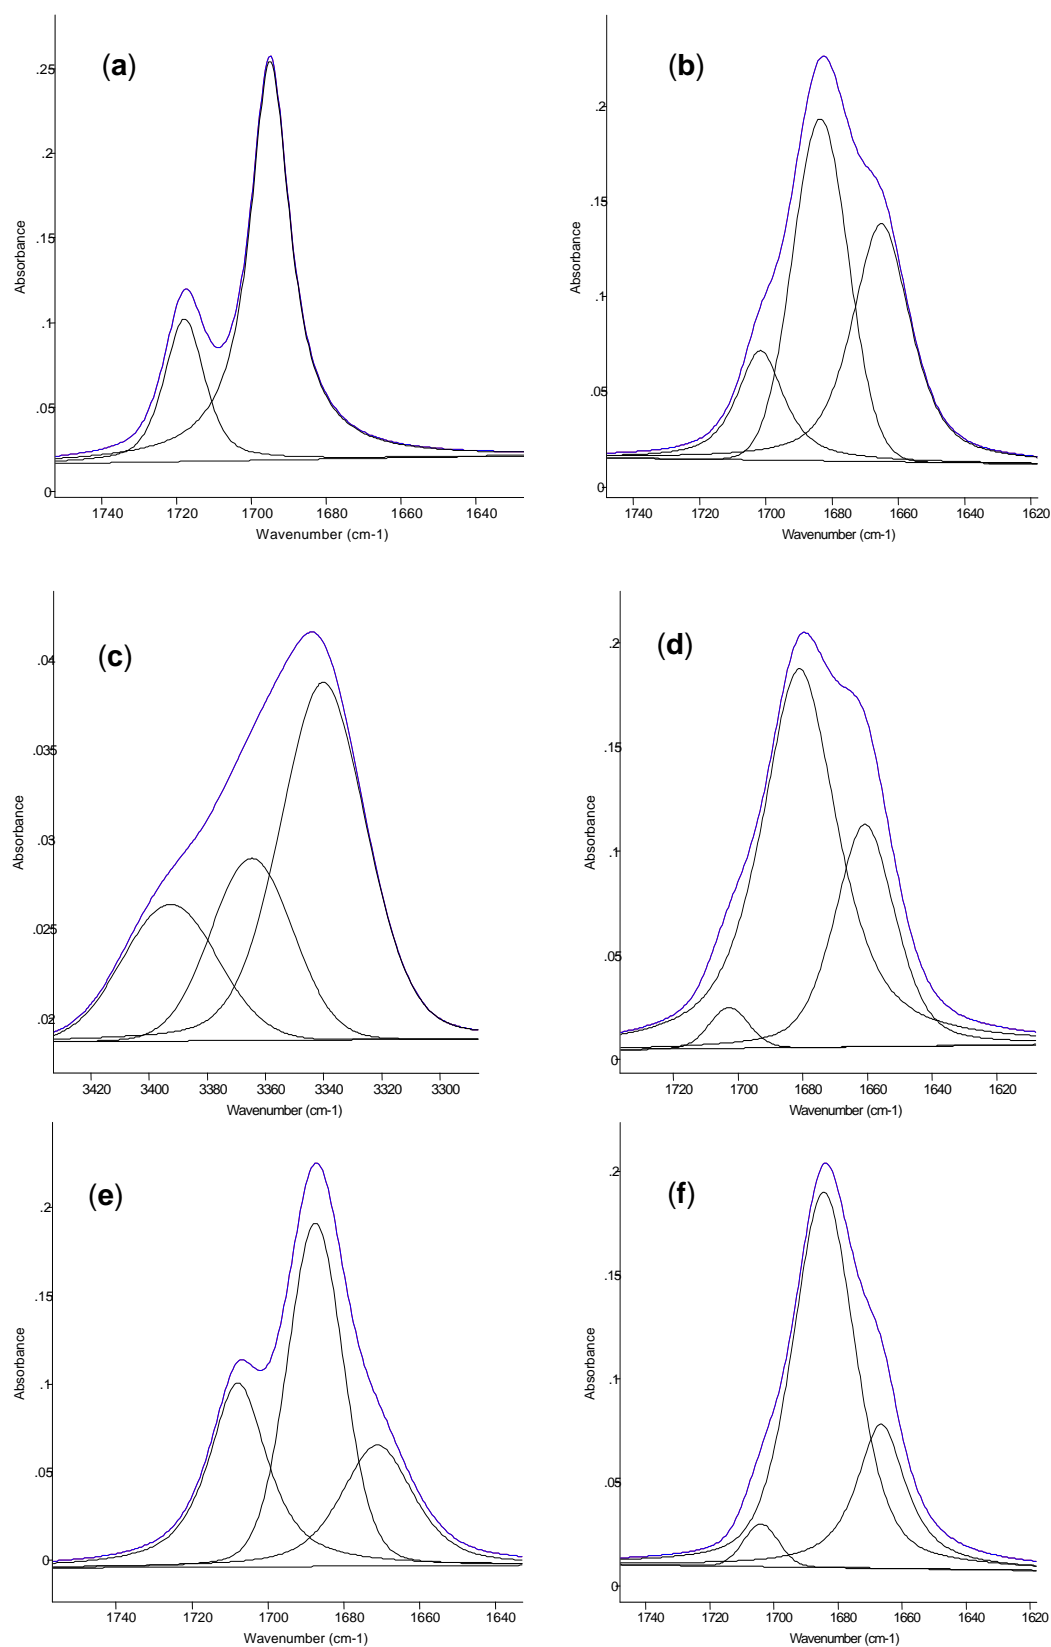 (a)
.25
.2
.15
.1
.05
0
Absorbance
1740 1720 1700 1680 1660 1640
Wavenumber (cm-1)
(b)
.2
.15
.1
.05
0
Absorbance
1740 1720 1700 1680 1660 1640 1620
Wavenumber (cm-1)
(c)
.04
.035
.03
.025
.02
Absorbance
3420 3400 3380 3360 3340 3320 3300
Wavenumber (cm-1)
(d)
.2
.15
.1
.05
0
Absorbance
1720 1700 1680 1660 1640 1620
Wavenumber (cm-1)
(e)
.2
.15
.1
.05
0
Absorbance
1740 1720 1700 1680 1660 1640
Wavenumber (cm-1)
(f)
.2
.15
.1
.05
0
Absorbance
1740 1720 1700 1680 1660 1640 1620
Wavenumber (cm-1)